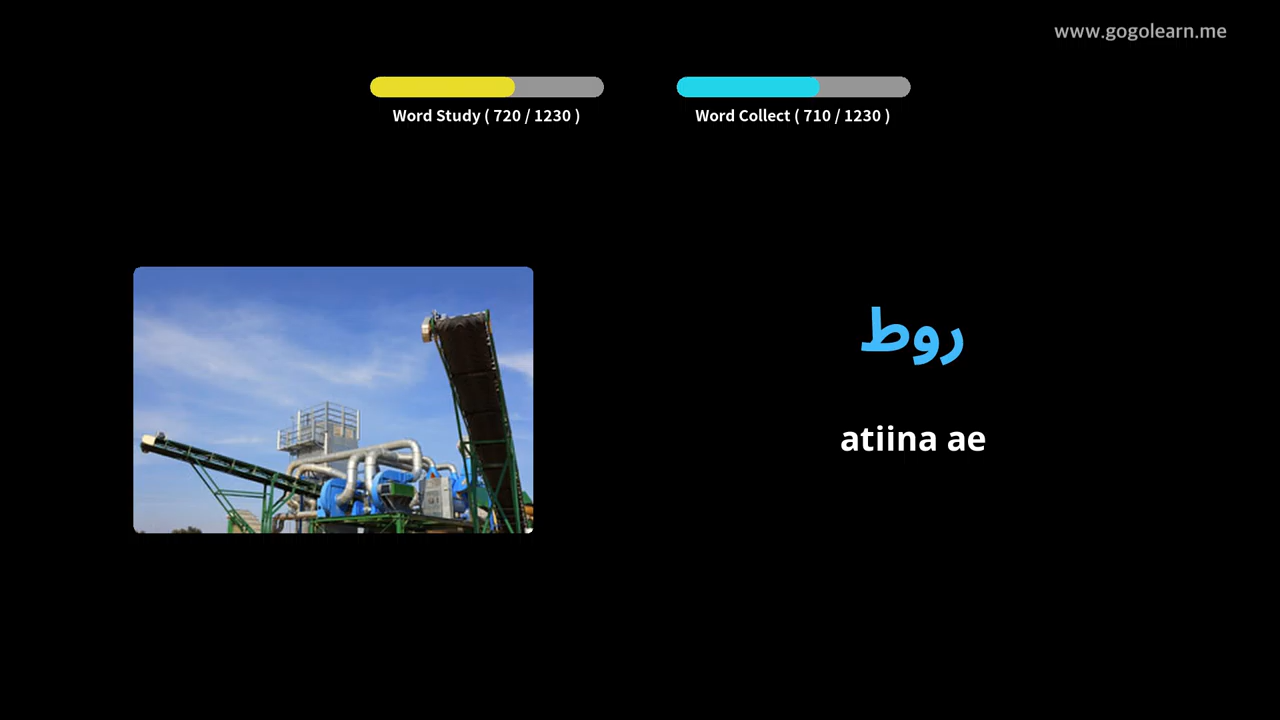 www.gogolearn.me
Word Study ( 720 / 1230 )
Word Collect ( 710 / 1230 )
روط
atiina ae